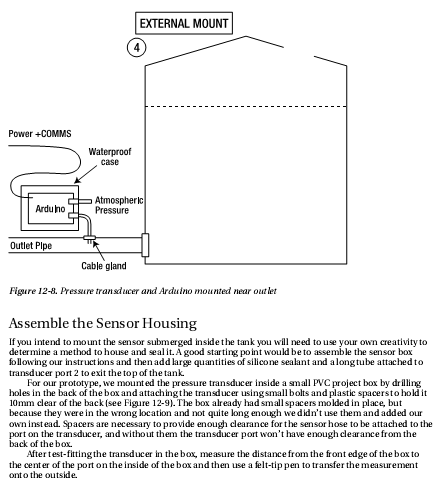 EXTERNAL MOUNT
4
Power +COMMS
Waterproof
case
Arduino
Atmospheric
Pressure
Outlet Pipe
Cable gland
Figure 12-8. Pressure transducer and Arduino mounted near outlet
Assemble the Sensor Housing
If you intend to mount the sensor submerged inside the tank you will need to use your own creativity to
determine a method to house and seal it. A good starting point would be to assemble the sensor box
following our instructions and then add large quantities of silicone sealant and a long tube attached to
transducer port 2 to exit the top of the tank.
For our prototype, we mounted the pressure transducer inside a small PVC project box by drilling
holes in the back of the box and attaching the transducer using small bolts and plastic spacers to hold it
10mm clear of the back (see Figure 12-9). The box already had small spacers molded in place, but
because they were in the wrong location and not quite long enough we didn't use them and added our
own instead. Spacers are necessary to provide enough clearance for the sensor hose to be attached to the
port on the transducer, and without them the transducer port won't have enough clearance from the
back of the box.
After test-fitting the transducer in the box, measure the distance from the front edge of the box to
the center of the port on the inside of the box and then use a felt-tip pen to transfer the measurement
onto the outside.